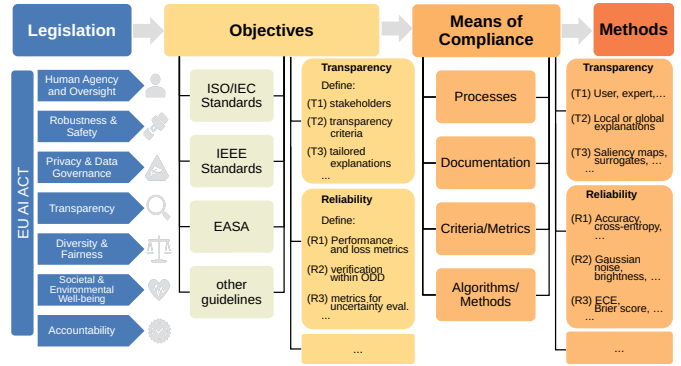 Legislation
Objectives
Means of
Compliance
Methods
EU AI ACT
Human Agency
and Oversight
Robustness &
Safety
Privacy & Data
Governance
Transparency
Diversity &
Fairness
Societal &
Environmental
Well-being
Accountability
ISO/IEC
Standards
IEEE
Standards
EASA
other
guidelines
Transparency
Define:
(T1) stakeholders
(T2) transparency
criteria
(T3) tailored
explanations
...
Reliability
Define:
(R1) Performance
and loss metrics
(R2) verification
within ODD
(R3) metrics for
uncertainty eval.
...
...
Processes
Documentation
Criteria/Metrics
Algorithms/
Methods
Transparency
(T1) User, expert,...
(T2) Local or global
explanations
(T3) Saliency maps,
surrogates, ...
...
Reliability
(R1) Accuracy,
cross-entropy,
...
(R2) Gaussian
noise,
brightness, ...
(R3) ECE,
Brier score, ...
...
...